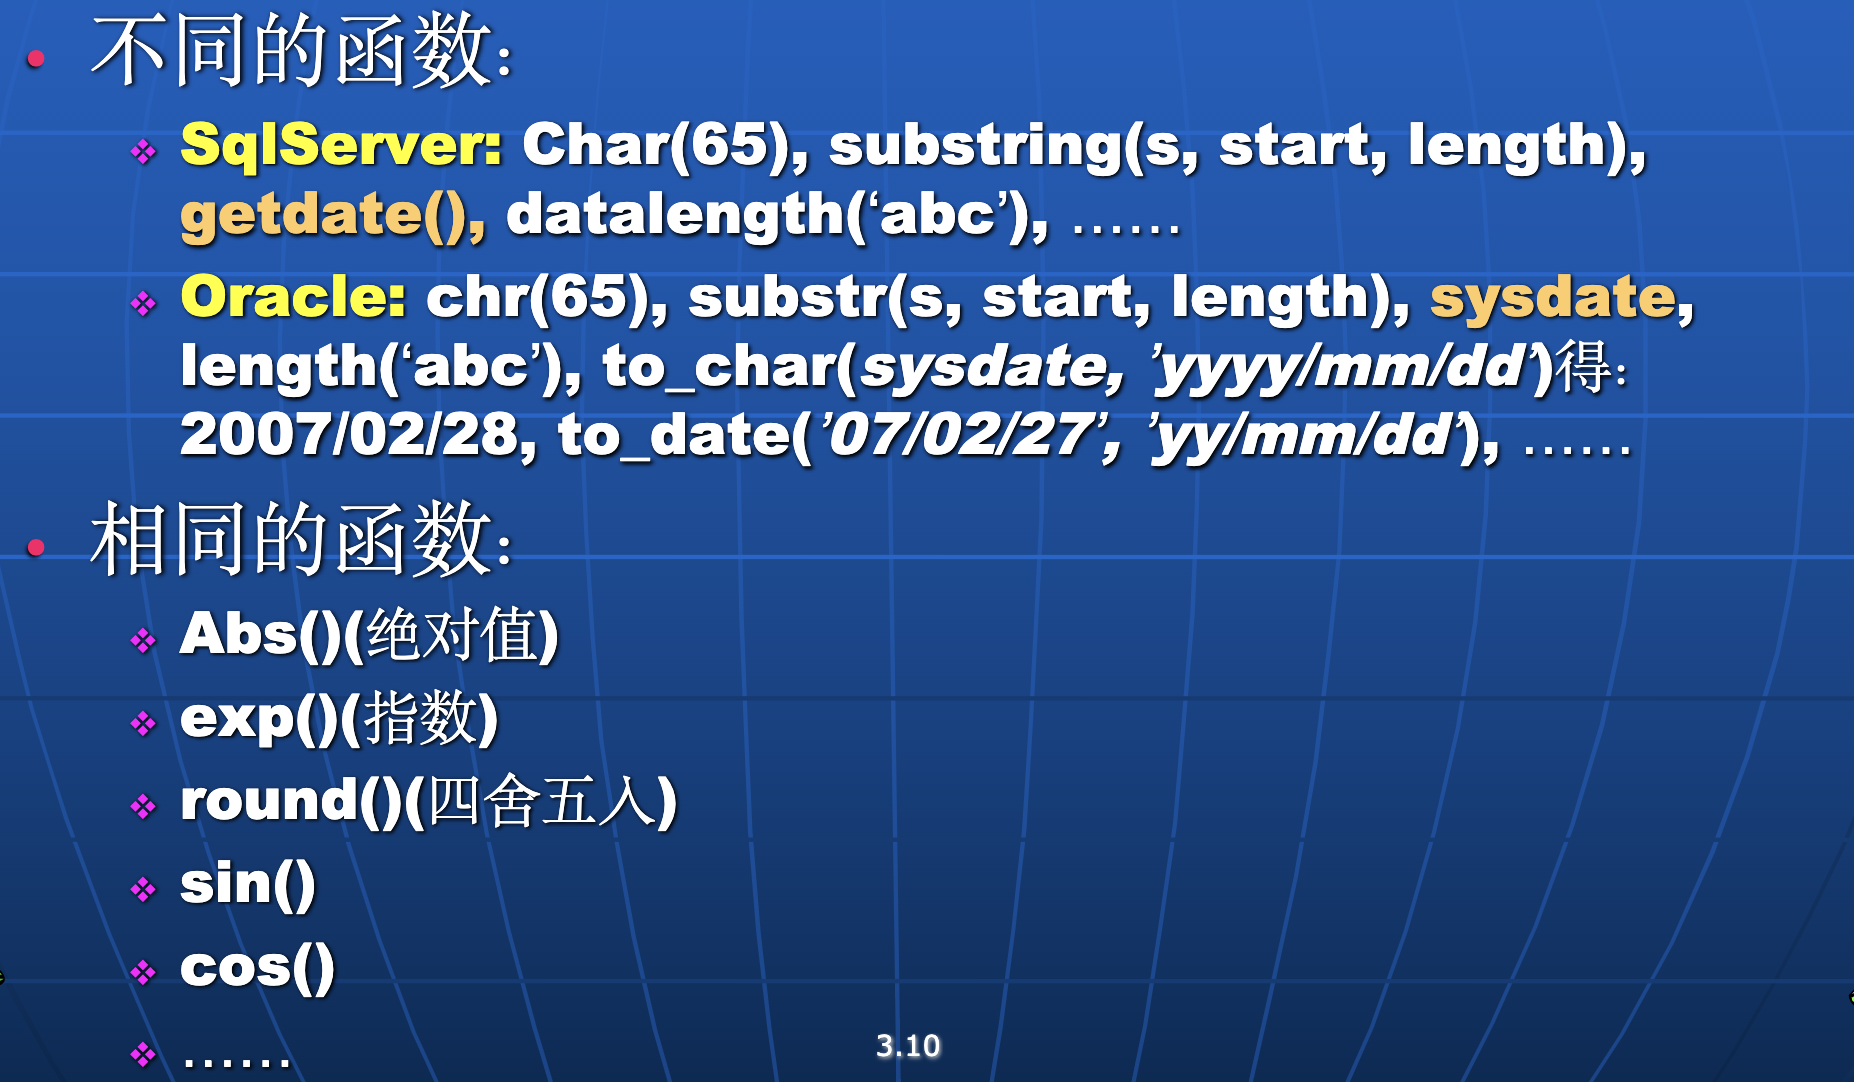 不同的函数:
SqlServer: Char(65), substring(s, start, length),
getdate(), datalength(‘abc’), ……
Oracle: chr(65), substr(s, start, length), sysdate,
length(‘abc’), to_char(sysdate, ’yyyy/mm/dd’)得:
2007/02/28, to_date(’07/02/27’, ’yy/mm/dd’), ……
相同的函数:
Abs()(绝对值)
exp()(指数)
round()(四舍五入)
sin()
cos()
……
3.10